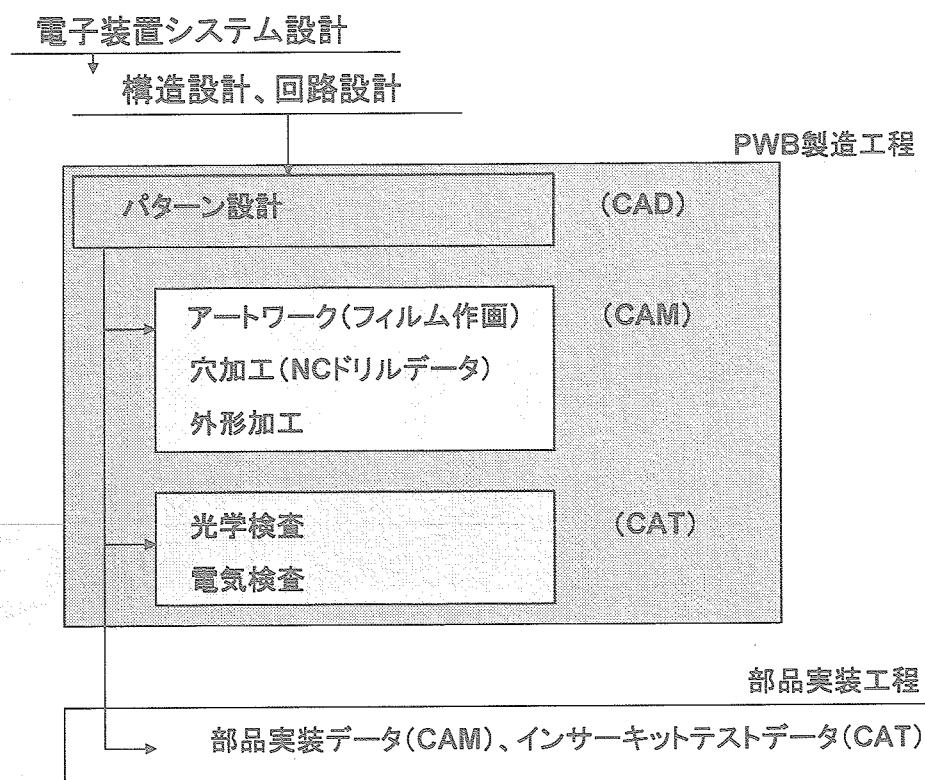 電子装置システム設計
構造設計、回路設計
PWB製造工程
パターン設計 (CAD)
アートワーク(フィルム作画) (CAM)
穴加工(NCドリルデータ)
外形加工
光学検査 (CAT)
電気検査
部品実装工程
部品実装データ(CAM)、インサーキットテストデータ(CAT)